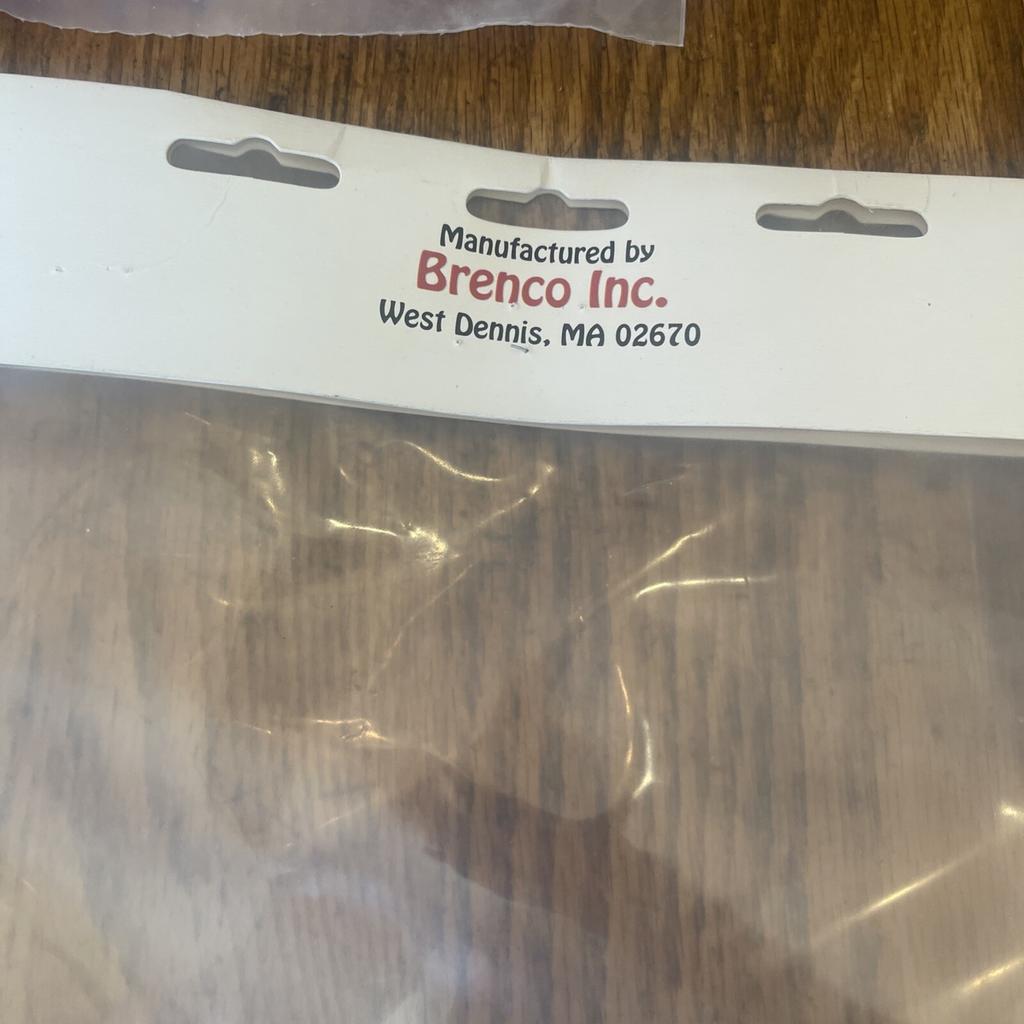 Manufactured by
Brenco Inc.
West Dennis, MA 02670